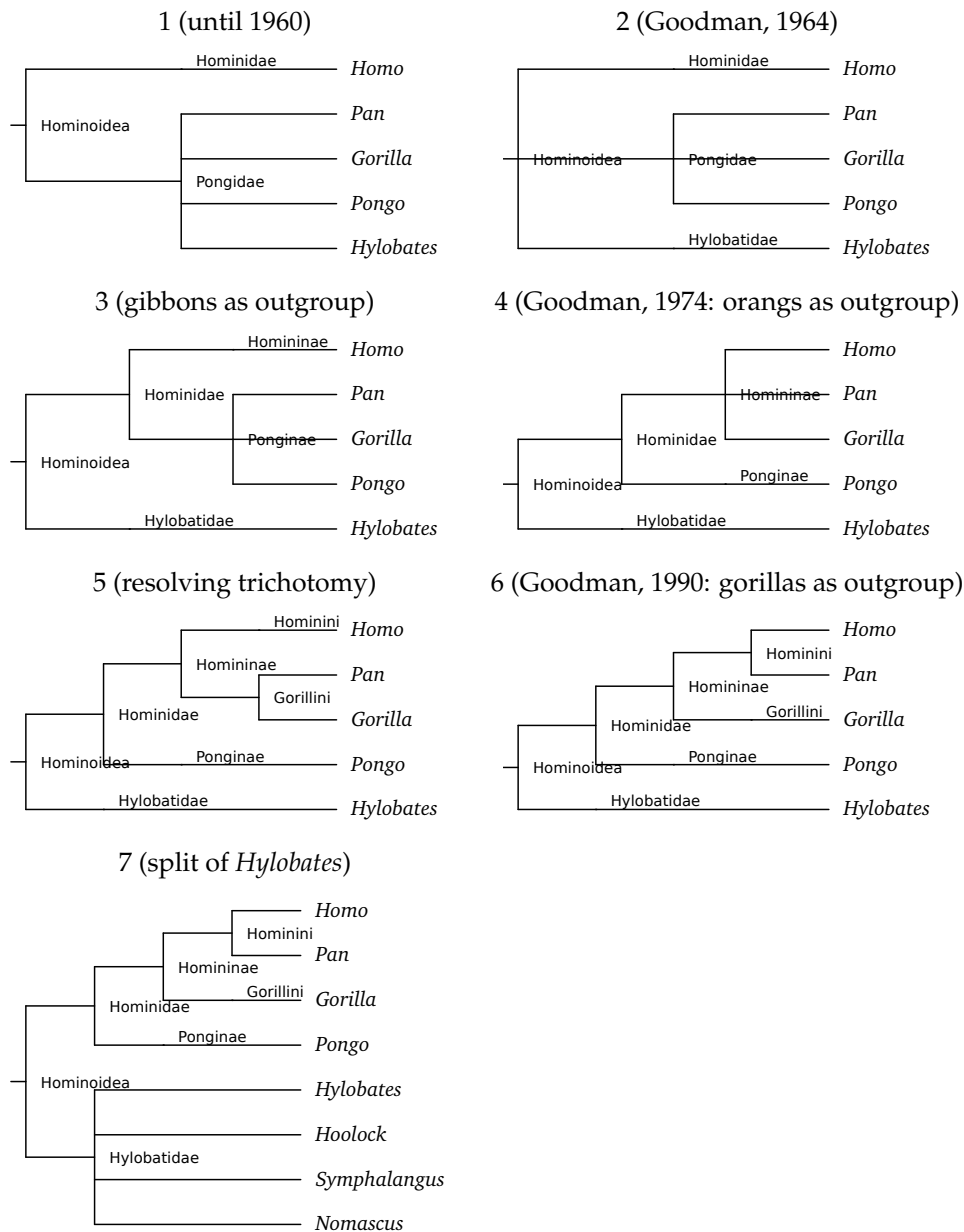 1 (until 1960)
Hominidae
Homo
Pan
Hominoidea
Gorilla
Pongidae
Pongo
Hylobates
2 (Goodman, 1964)
Hominidae
Homo
Pan
Hominoidea
Pongidae
Gorilla
Pongo
Hylobatidae
Hylobates
3 (gibbons as outgroup)
Homininae
Homo
Hominidae
Pan
Ponginae
Gorilla
Hominoidea
Pongo
Hylobatidae
Hylobates
4 (Goodman, 1974: orangs as outgroup)
Homo
Homininae
Pan
Hominidae
Gorilla
Hominoidea
Ponginae
Pongo
Hylobatidae
Hylobates
5 (resolving trichotomy)
Hominini
Homo
Homininae
Pan
Gorillini
Hominidae
Gorilla
Hominoidea
Ponginae
Pongo
Hylobatidae
Hylobates
6 (Goodman, 1990: gorillas as outgroup)
Homo
Hominini
Pan
Homininae
Gorillini
Gorilla
Hominidae
Hominoidea
Ponginae
Pongo
Hylobatidae
Hylobates
7 (split of Hylobates)
Homo
Hominini
Pan
Homininae
Gorillini
Gorilla
Hominidae
Ponginae
Pongo
Hominoidea
Hylobates
Hoolock
Hylobatidae
Symphalangus
Nomascus